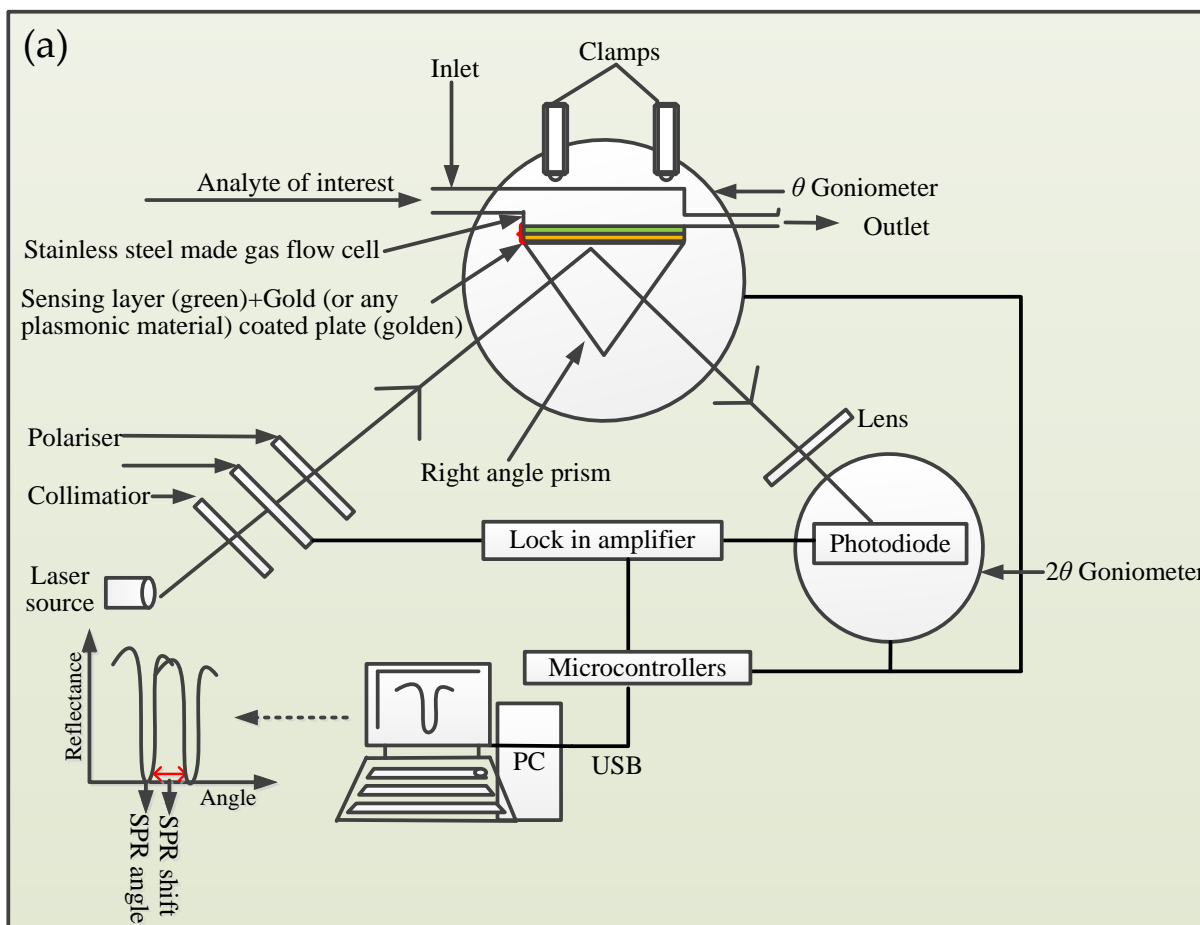 (a)
Clamps
Inlet
Analyte of interest
θ Goniometer
Outlet
Stainless steel made gas flow cell
Sensing layer (green)+Gold (or any
plasmonic material) coated plate (golden)
Lens
Polariser
Right angle prism
Collimatior
Lock in amplifier
Photodiode
Laser
source
2θ Goniometer
Microcontrollers
Reflectance
PC
USB
Angle
SPR angle
SPR shift